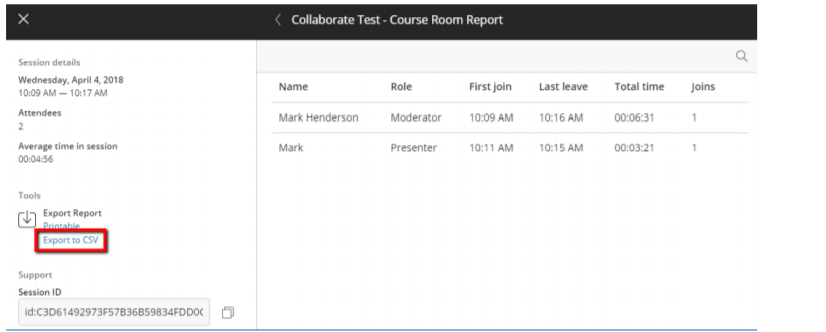 Collaborate Test - Course Room Report
Session details
Wednesday, April 4, 2018
10:09 AM — 10:17 AM
Attendees
2
Average time in session
00:04:56
Tools
Export Report
Printable
Export to CSV
Support
Session ID
id:C3D61492973F57B36B59834FDD0(
Name Role First join Last leave Total time Joins
Mark Henderson Moderator 10:09 AM 10:16 AM 00:06:31 1
Mark Presenter 10:11 AM 10:15 AM 00:03:21 1